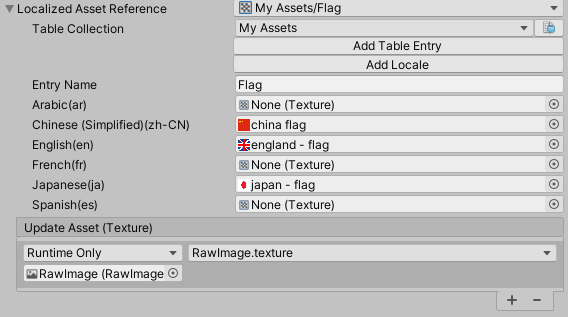 Localized Asset Reference My Assets/Flag
Table Collection My Assets
Add Table Entry
Add Locale
Entry Name Flag
Arabic(ar) None (Texture)
Chinese (Simplified)(zh-CN) china flag
English(en) england - flag
French(fr) None (Texture)
Japanese(ja) japan - flag
Spanish(es) None (Texture)
Update Asset (Texture)
Runtime Only RawImage.texture
RawImage (RawImage